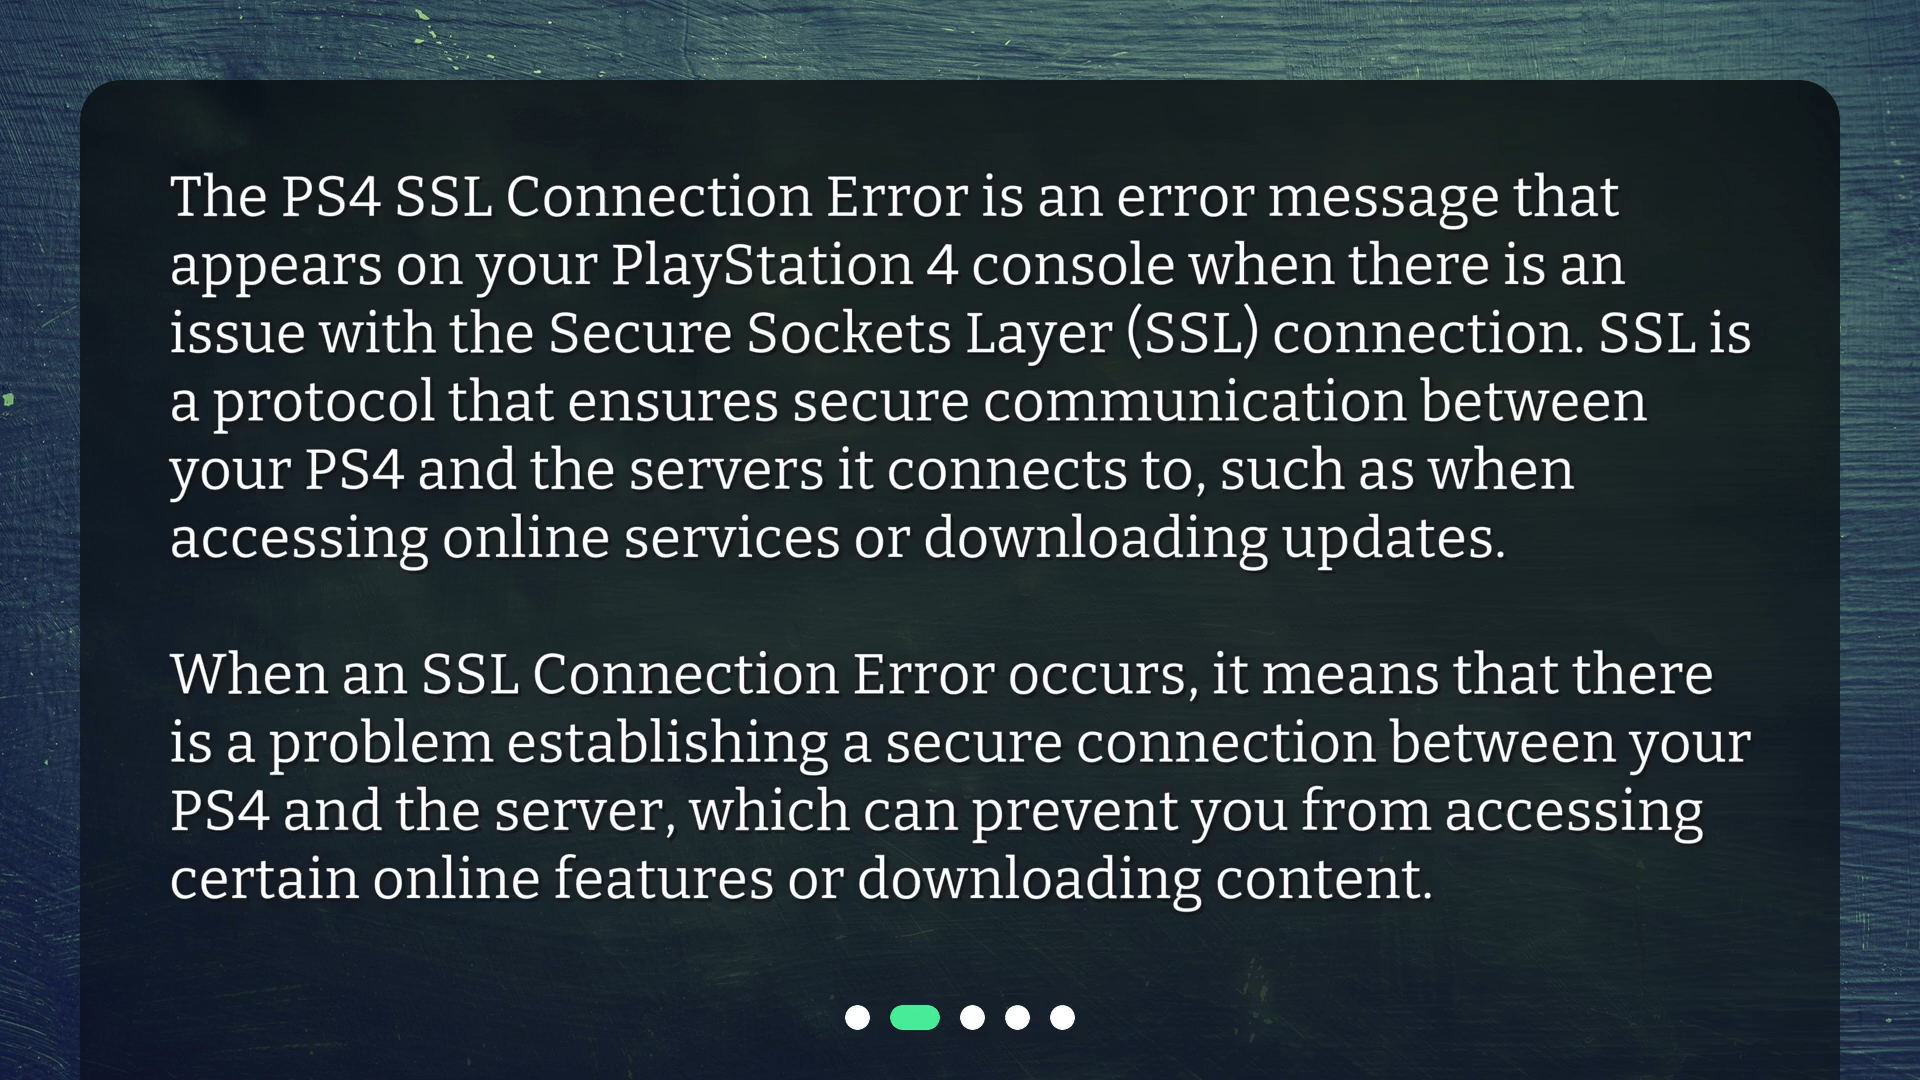 The PS4 SSL Connection Error is an error message that
appears on your PlayStation 4 console when there is an
issue with the Secure Sockets Layer (SSL) connection. SSL is
a protocol that ensures secure communication between
your PS4 and the servers it connects to, such as when
accessing online services or downloading updates.
When an SSL Connection Error occurs, it means that there
is a problem establishing a secure connection between your
PS4 and the server, which can prevent you from accessing
certain online features or downloading content.